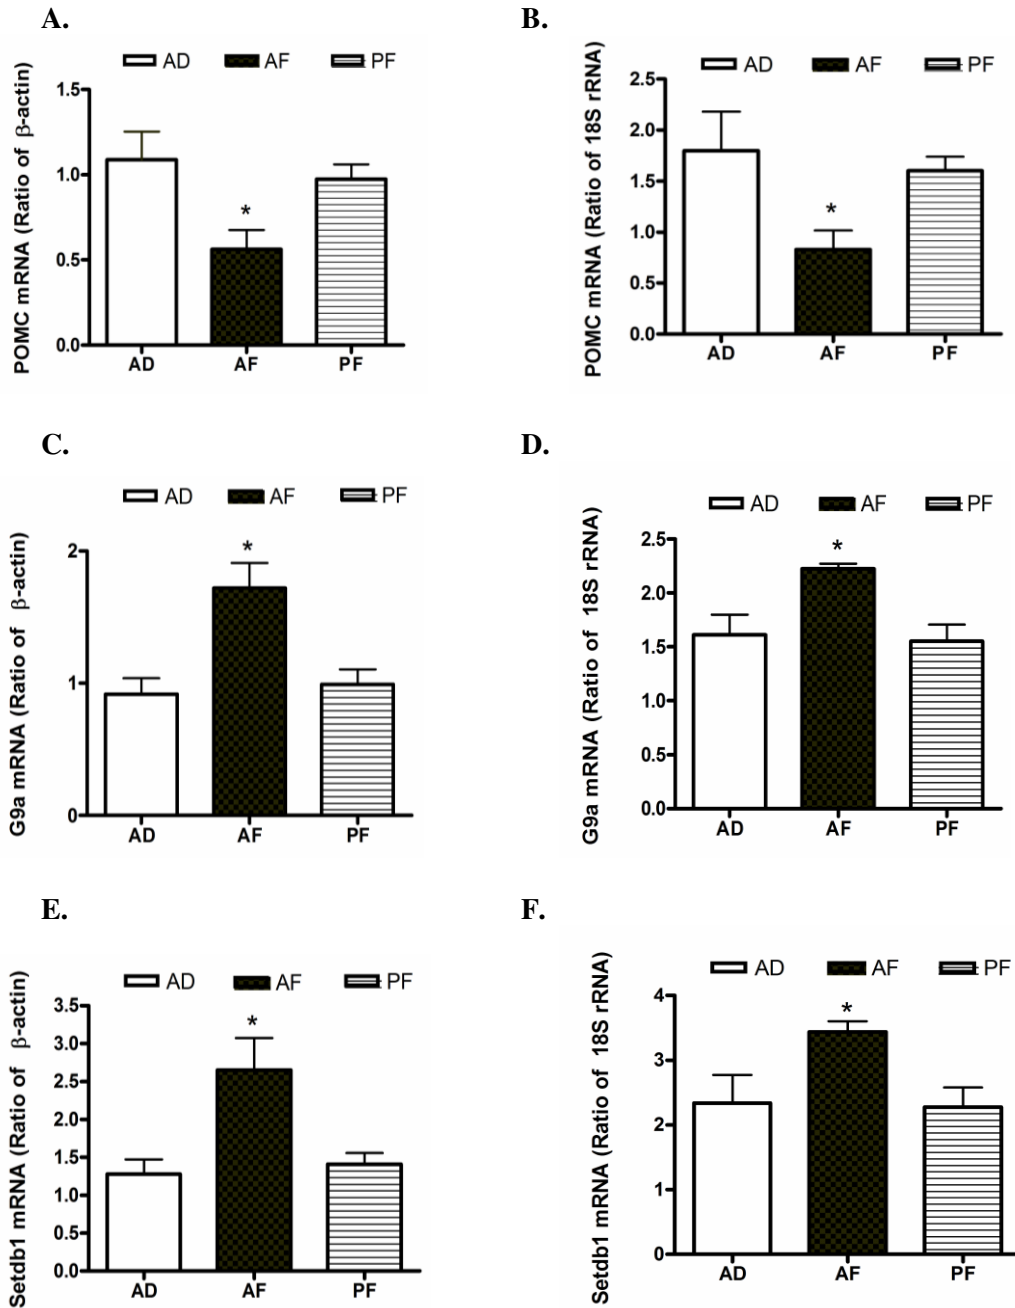 A.
B.
AD AF PF
POMC mRNA (Ratio of β-actin)
1.5
1.0
0.5
0.0
*
AD AF PF
AD AF PF
POMC mRNA (Ratio of 18S rRNA)
2.5
2.0
1.5
1.0
0.5
0.0
*
AD AF PF
C.
D.
AD AF PF
G9a mRNA (Ratio of β-actin)
2
1
0
*
AD AF PF
AD AF PF
G9a mRNA (Ratio of 18S rRNA)
2.5
2.0
1.5
1.0
0.5
0.0
*
AD AF PF
E.
F.
AD AF PF
Setdb1 mRNA (Ratio of β-actin)
3.5
3.0
2.5
2.0
1.5
1.0
0.5
0.0
*
AD AF PF
AD AF PF
Setdb1 mRNA (Ratio of 18S rRNA)
4
3
2
1
0
*
AD AF PF